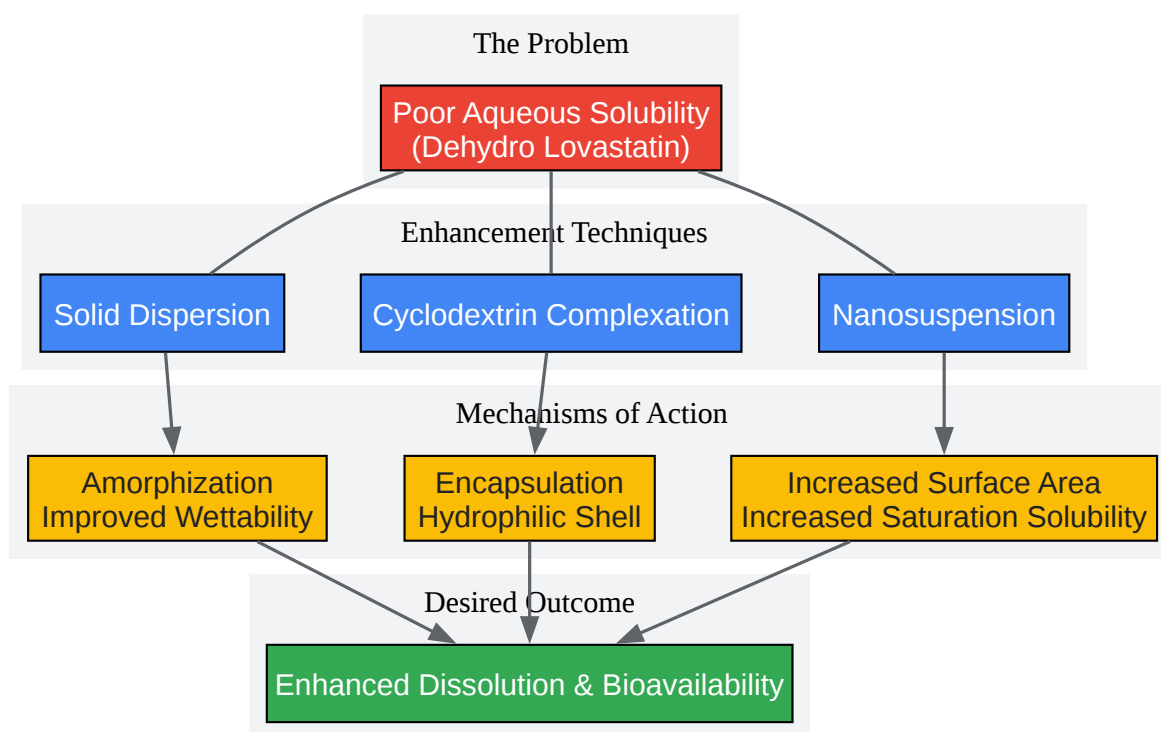 The Problem
Poor Aqueous Solubility
(Dehydro Lovastatin)
Enhancement Techniques
Solid Dispersion
Cyclodextrin Complexation
Nanosuspension
Mechanisms of Action
Amorphization
Improved Wettability
Encapsulation
Hydrophilic Shell
Increased Surface Area
Increased Saturation Solubility
Desired Outcome
Enhanced Dissolution & Bioavailability